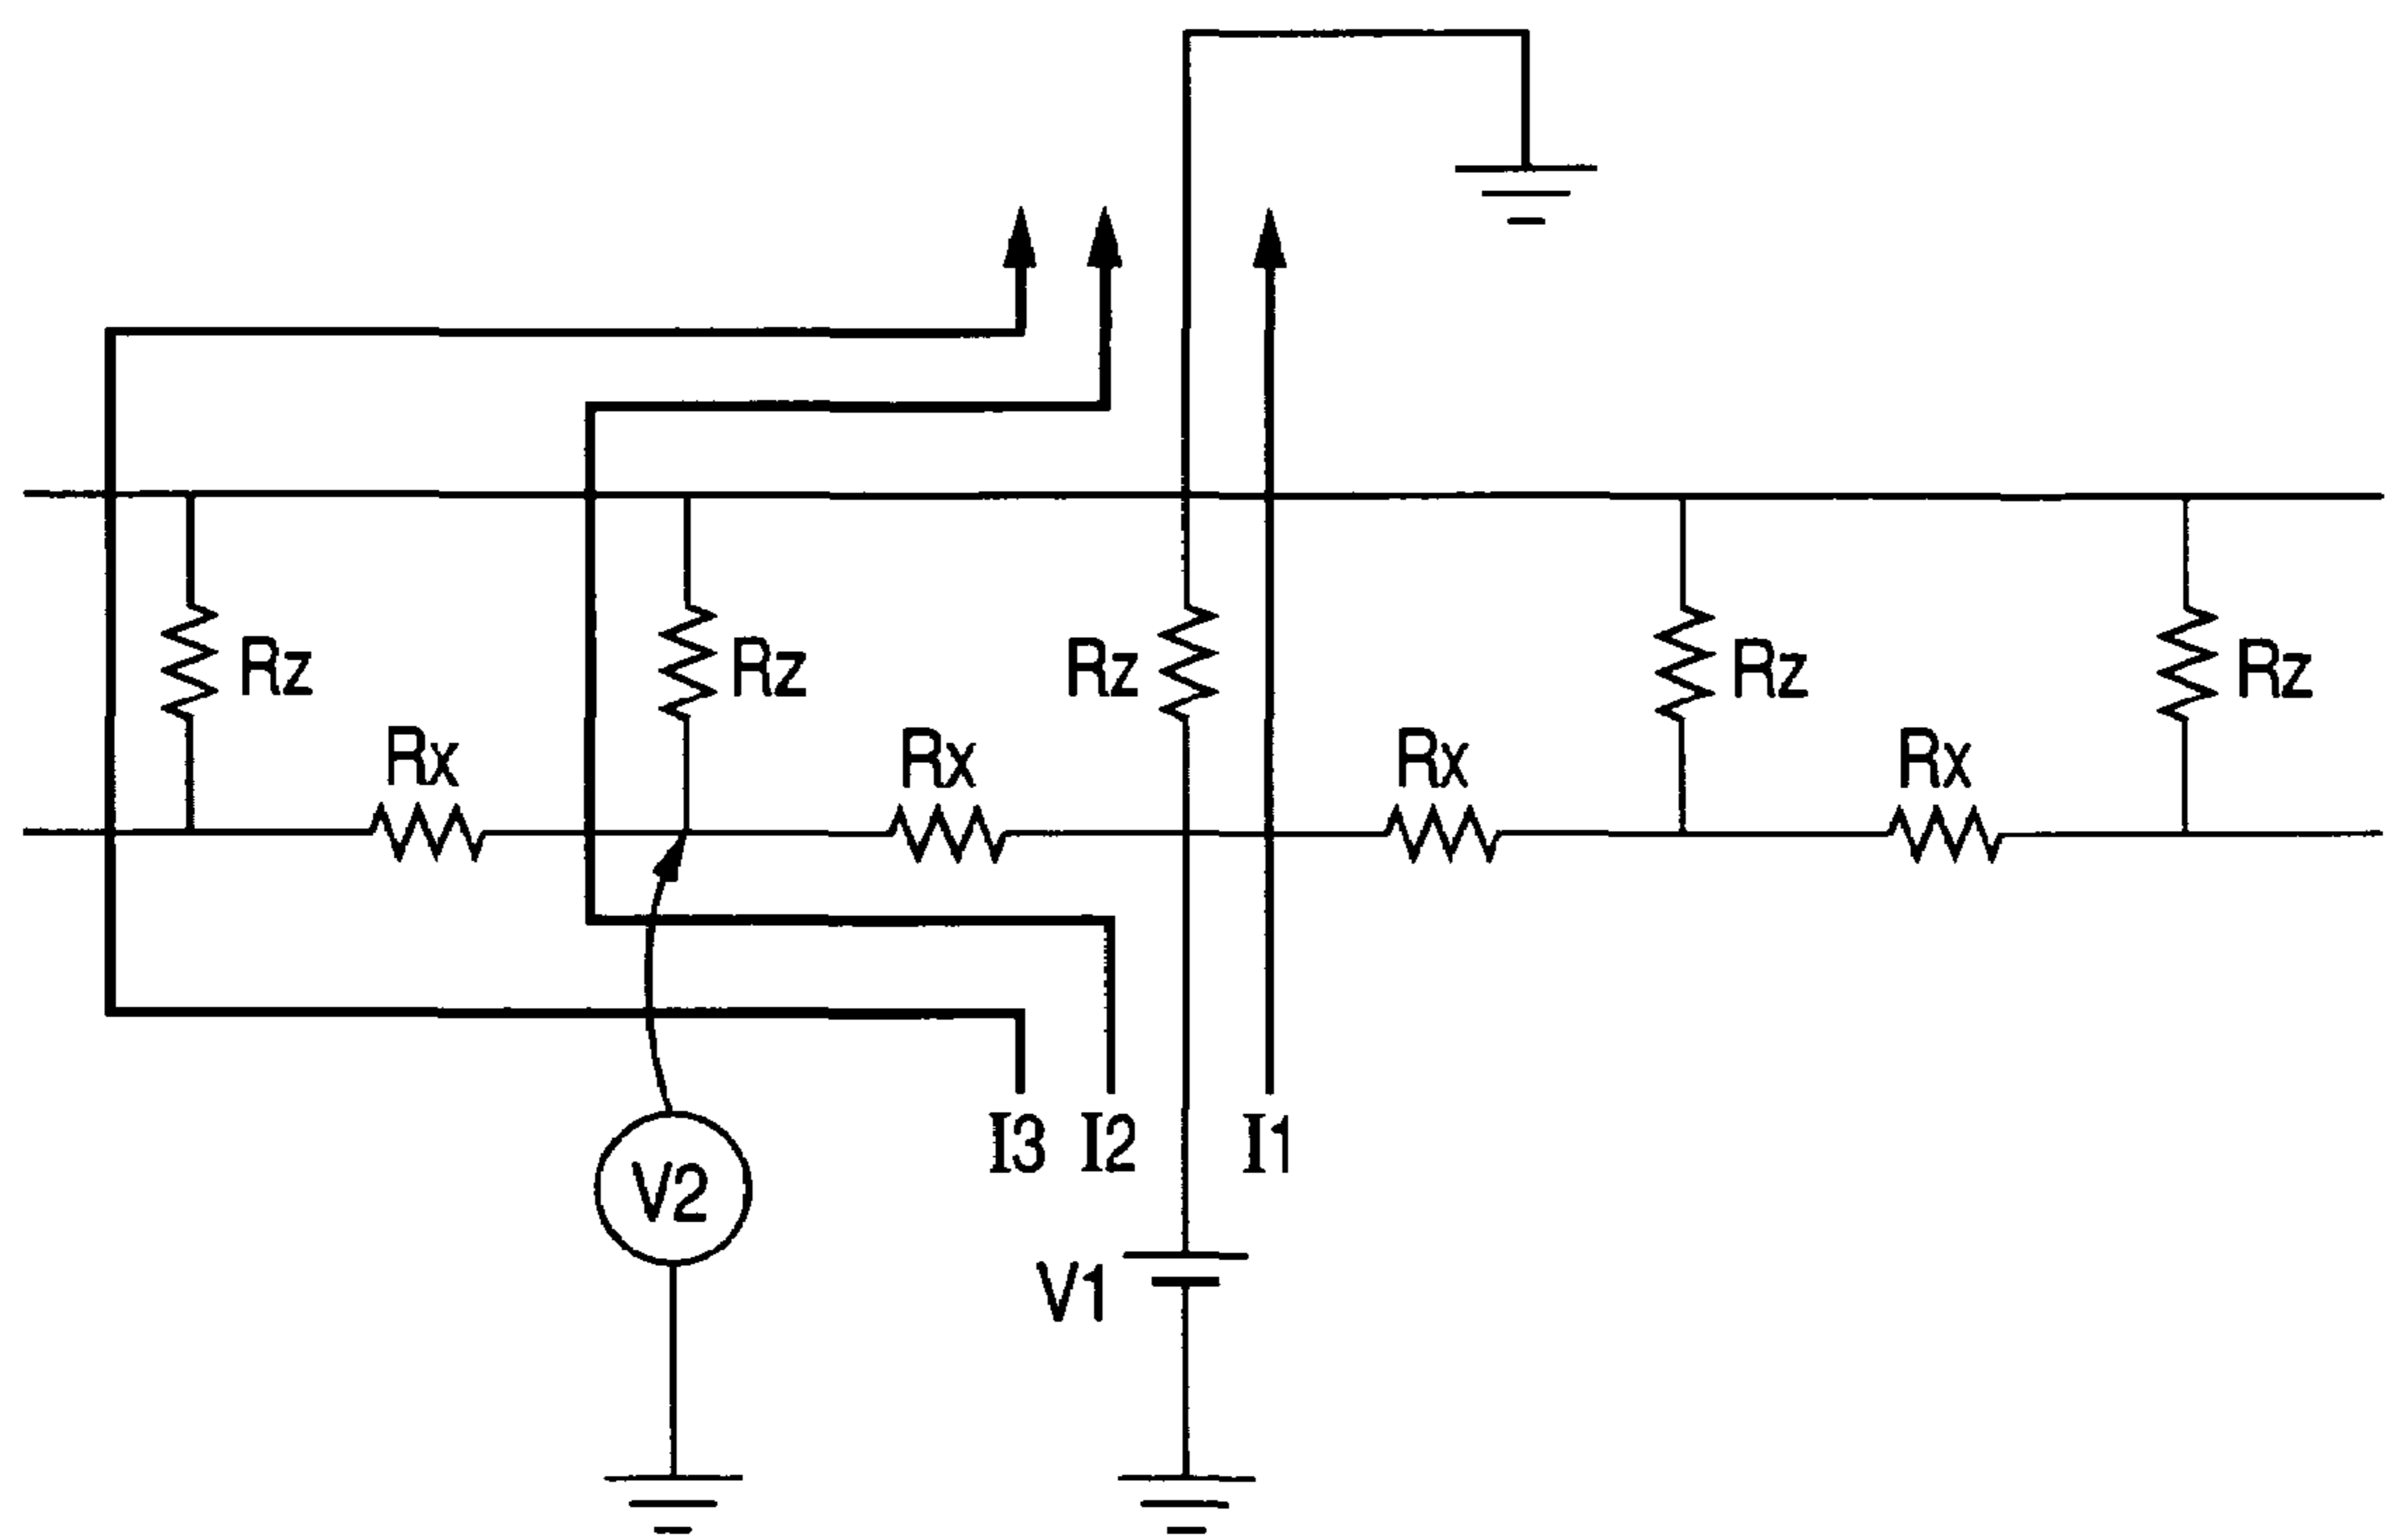 Rz Rz Rz Rz Rz
Rx Rx Rx Rx
I3 I2 I1
V2
V1